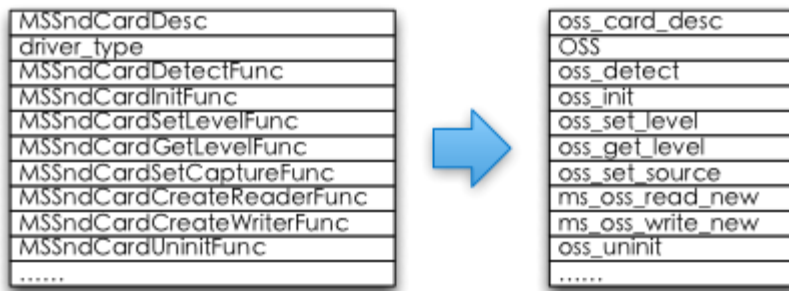 MSSndCardDesc
driver_type
MSSndCardDetectFunc
MSSndCardInitFunc
MSSndCardSetLevelFunc
MSSndCardGetLevelFunc
MSSndCardSetCaptureFunc
MSSndCardCreateReaderFunc
MSSndCardCreateWriterFunc
MSSndCardUninitFunc
......
oss_card_desc
OSS
oss_detect
oss_init
oss_set_level
oss_get_level
oss_set_source
ms_oss_read_new
ms_oss_write_new
oss_uninit
......